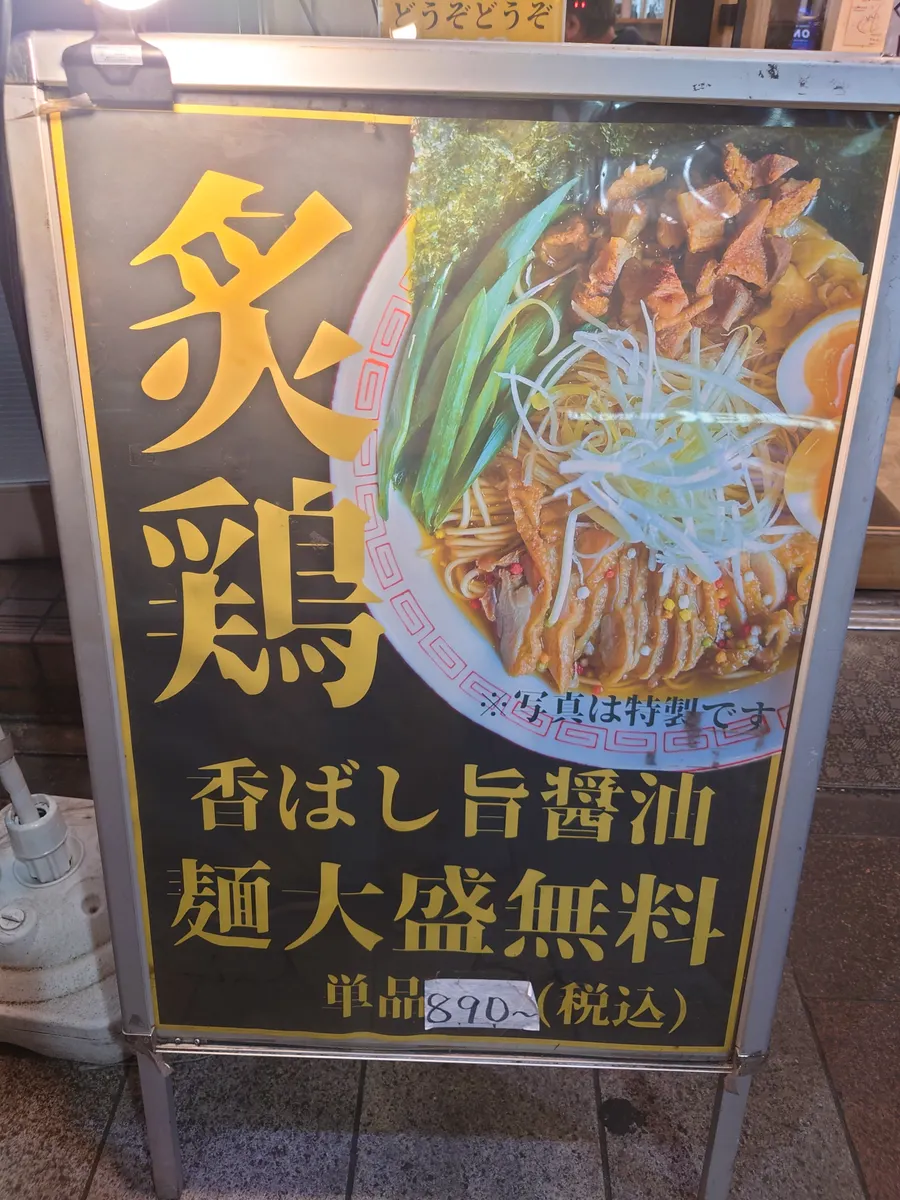 どうぞどうぞ
炙鶏
※写真は特製です
香ばし旨醤油
麺大盛無料
単品890~(税込)